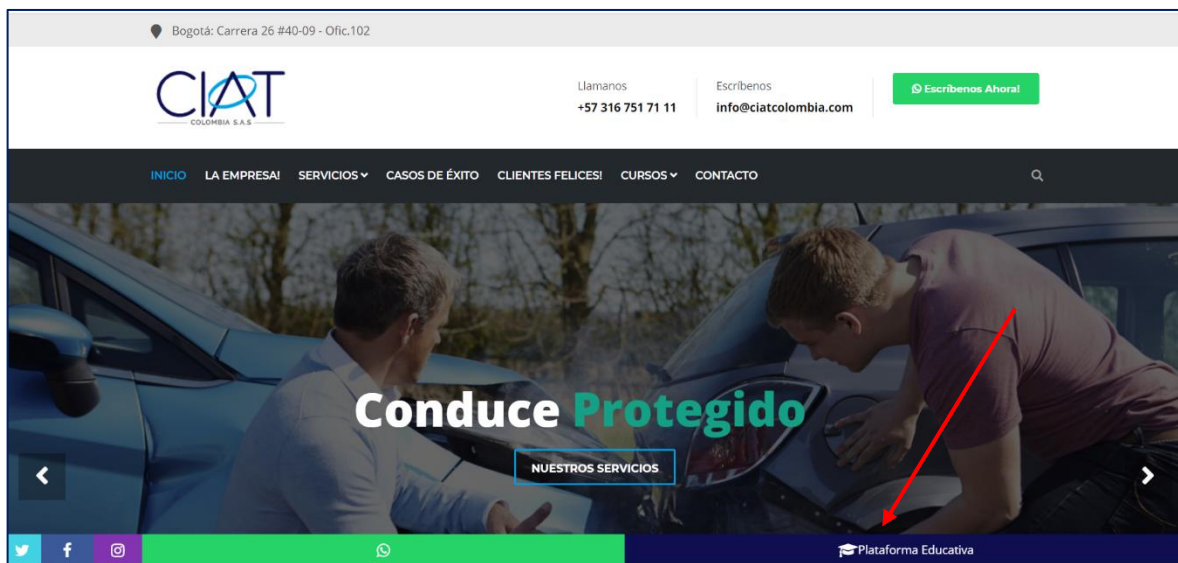 Bogotá: Carrera 26 #40-09 - Ofic.102
CIAT
COLOMBIA S.A.S
Llamanos
+57 316 751 71 11
Escríbenos
info@ciatcolombia.com
Escríbenos Ahora!
INICIO LA EMPRESA! SERVICIOS CASOS DE ÉXITO CLIENTES FELICES! CURSOS CONTACTO
Conduce Protegido
NUESTROS SERVICIOS
Plataforma Educativa